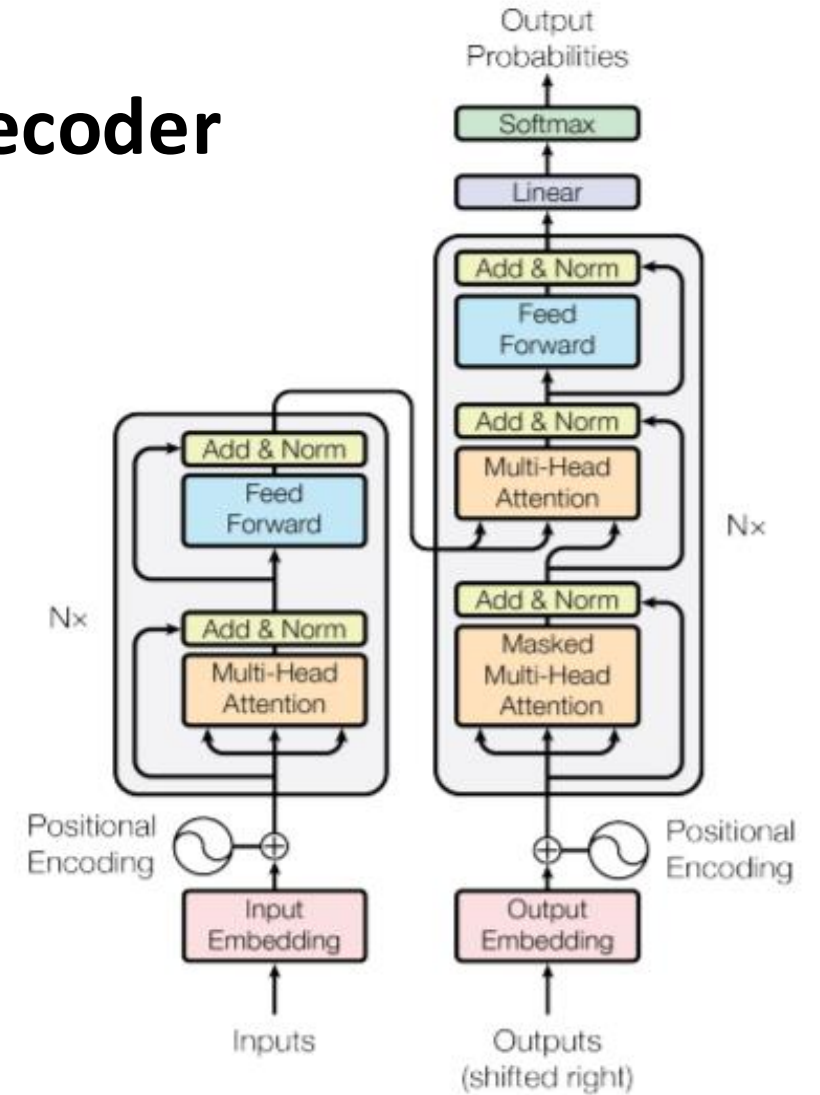 ecoder
Output
Probabilities
Softmax
Linear
Add & Norm
Feed
Forward
Add & Norm
Multi-Head
Attention
Nx
Add & Norm
Masked
Multi-Head
Attention
Add & Norm
Feed
Forward
Nx
Add & Norm
Multi-Head
Attention
Positional
Encoding
Positional
Encoding
Input
Embedding
Output
Embedding
Inputs
Outputs
(shifted right)